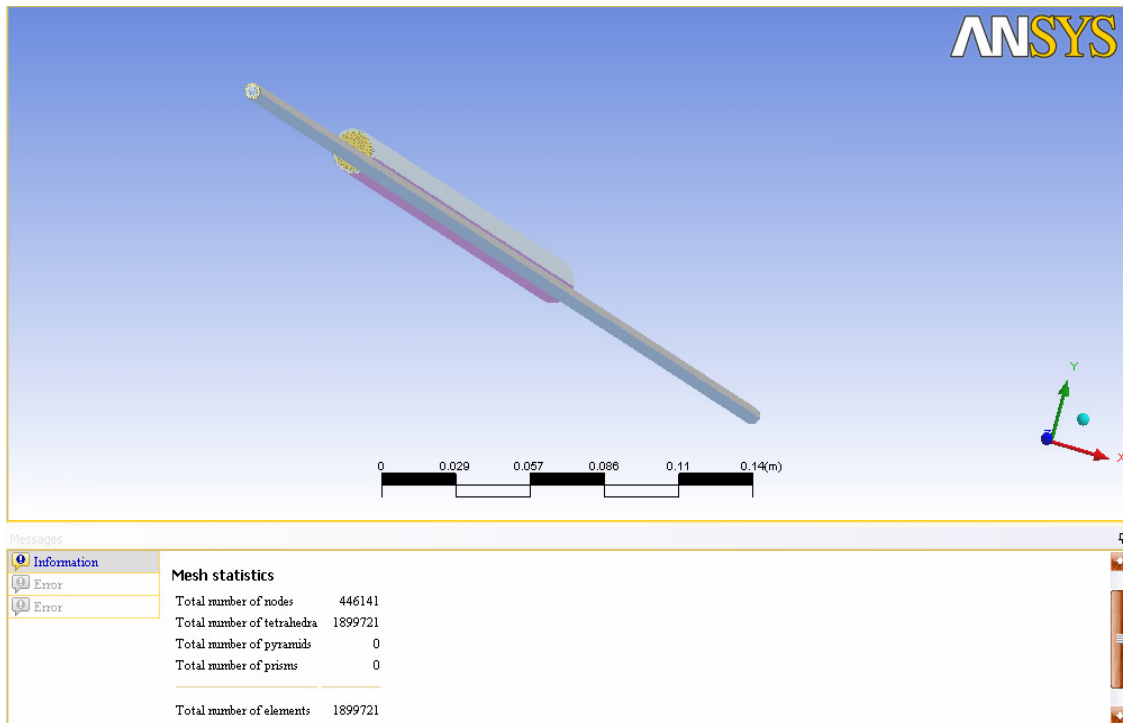 ANSYS
Y
Z
X
0 0.029 0.057 0.086 0.11 0.14(m)
Messages
Information
Error
Error
Mesh statistics
Total number of nodes 446141
Total number of tetrahedra 1899721
Total number of pyramids 0
Total number of prisms 0
Total number of elements 1899721